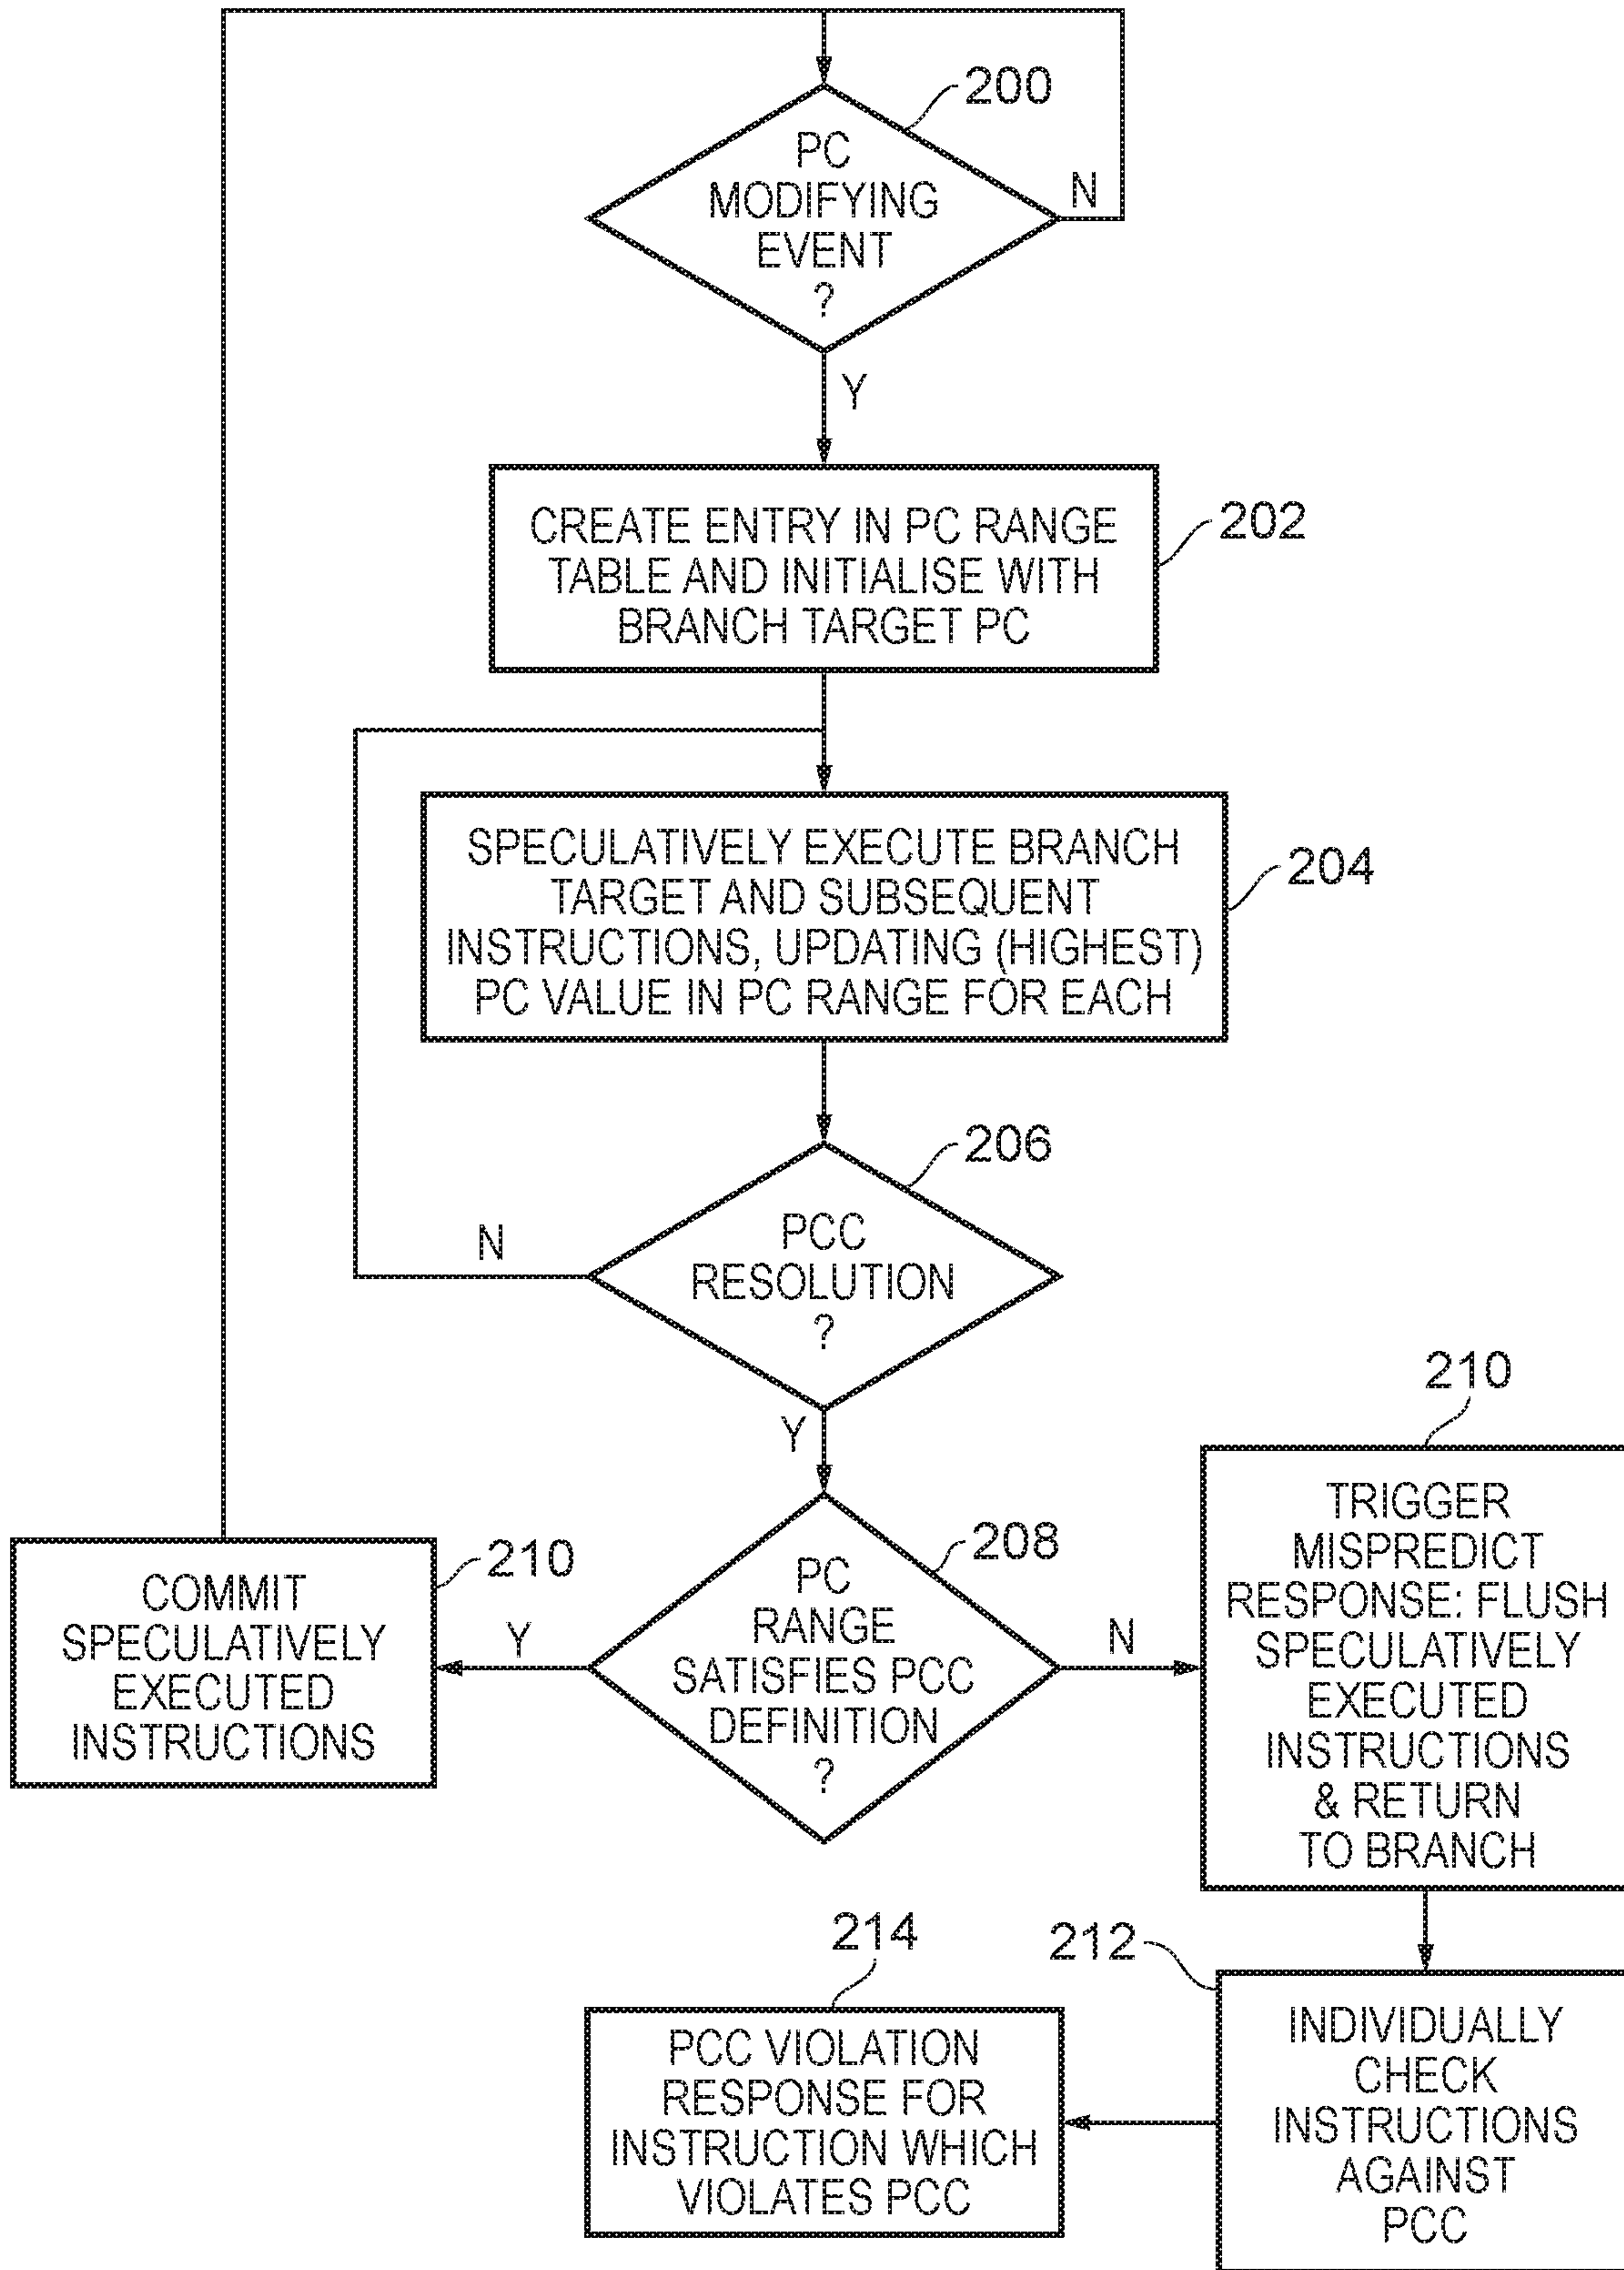 200
PC
MODIFYING
EVENT
?
N
Y
CREATE ENTRY IN PC RANGE
TABLE AND INITIALISE WITH
BRANCH TARGET PC
202
SPECULATIVELY EXECUTE BRANCH
TARGET AND SUBSEQUENT
INSTRUCTIONS, UPDATING (HIGHEST)
PC VALUE IN PC RANGE FOR EACH
204
206
PCC
RESOLUTION
?
N
Y
208
PC
RANGE
SATISFIES PCC
DEFINITION
?
Y
N
210
COMMIT
SPECULATIVELY
EXECUTED
INSTRUCTIONS
210
TRIGGER
MISPREDICT
RESPONSE: FLUSH
SPECULATIVELY
EXECUTED
INSTRUCTIONS
& RETURN
TO BRANCH
212
INDIVIDUALLY
CHECK
INSTRUCTIONS
AGAINST
PCC
214
PCC VIOLATION
RESPONSE FOR
INSTRUCTION WHICH
VIOLATES PCC